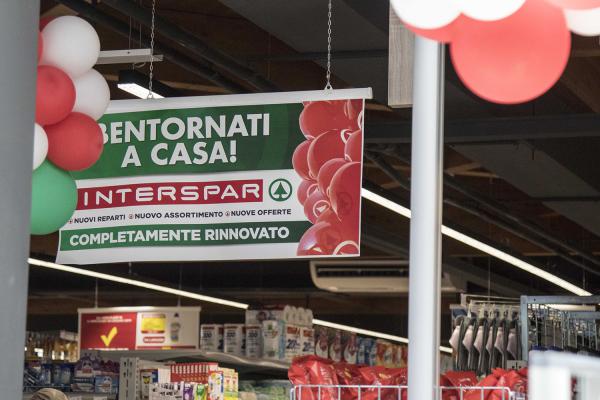 BENTORNATI
A CASA!
INTERSPAR
NUOVI REPARTI NUOVO ASSORTIMENTO NUOVE OFFERTE
COMPLETAMENTE RINNOVATO